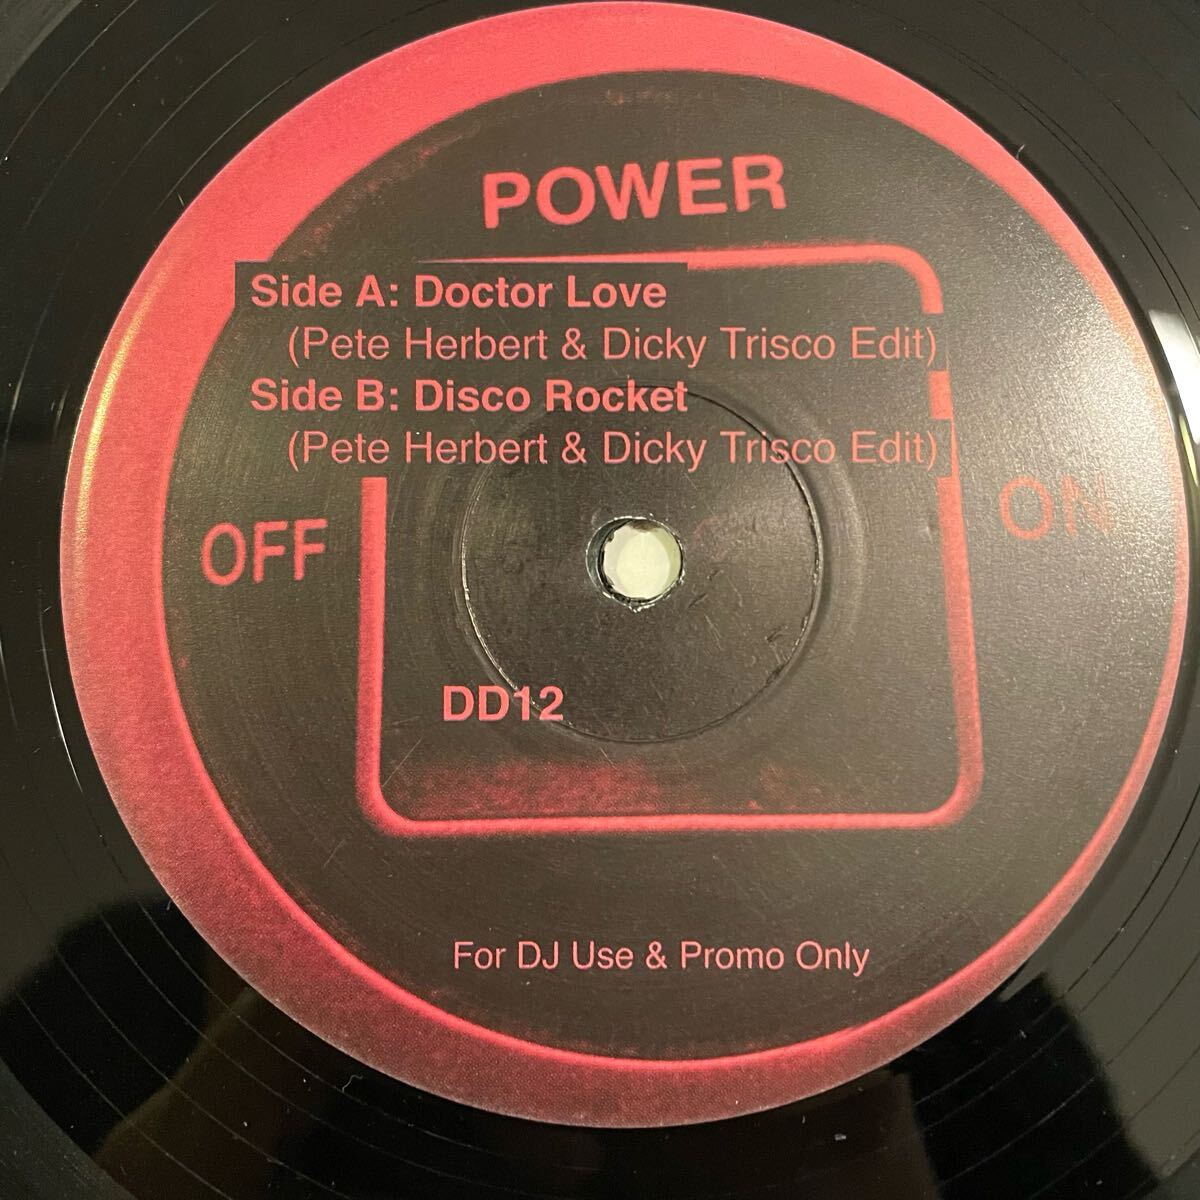 POWER
Side A: Doctor Love
(Pete Herbert & Dicky Trisco Edit)
Side B: Disco Rocket
(Pete Herbert & Dicky Trisco Edit)
OFF
ON
DD12
For DJ Use & Promo Only